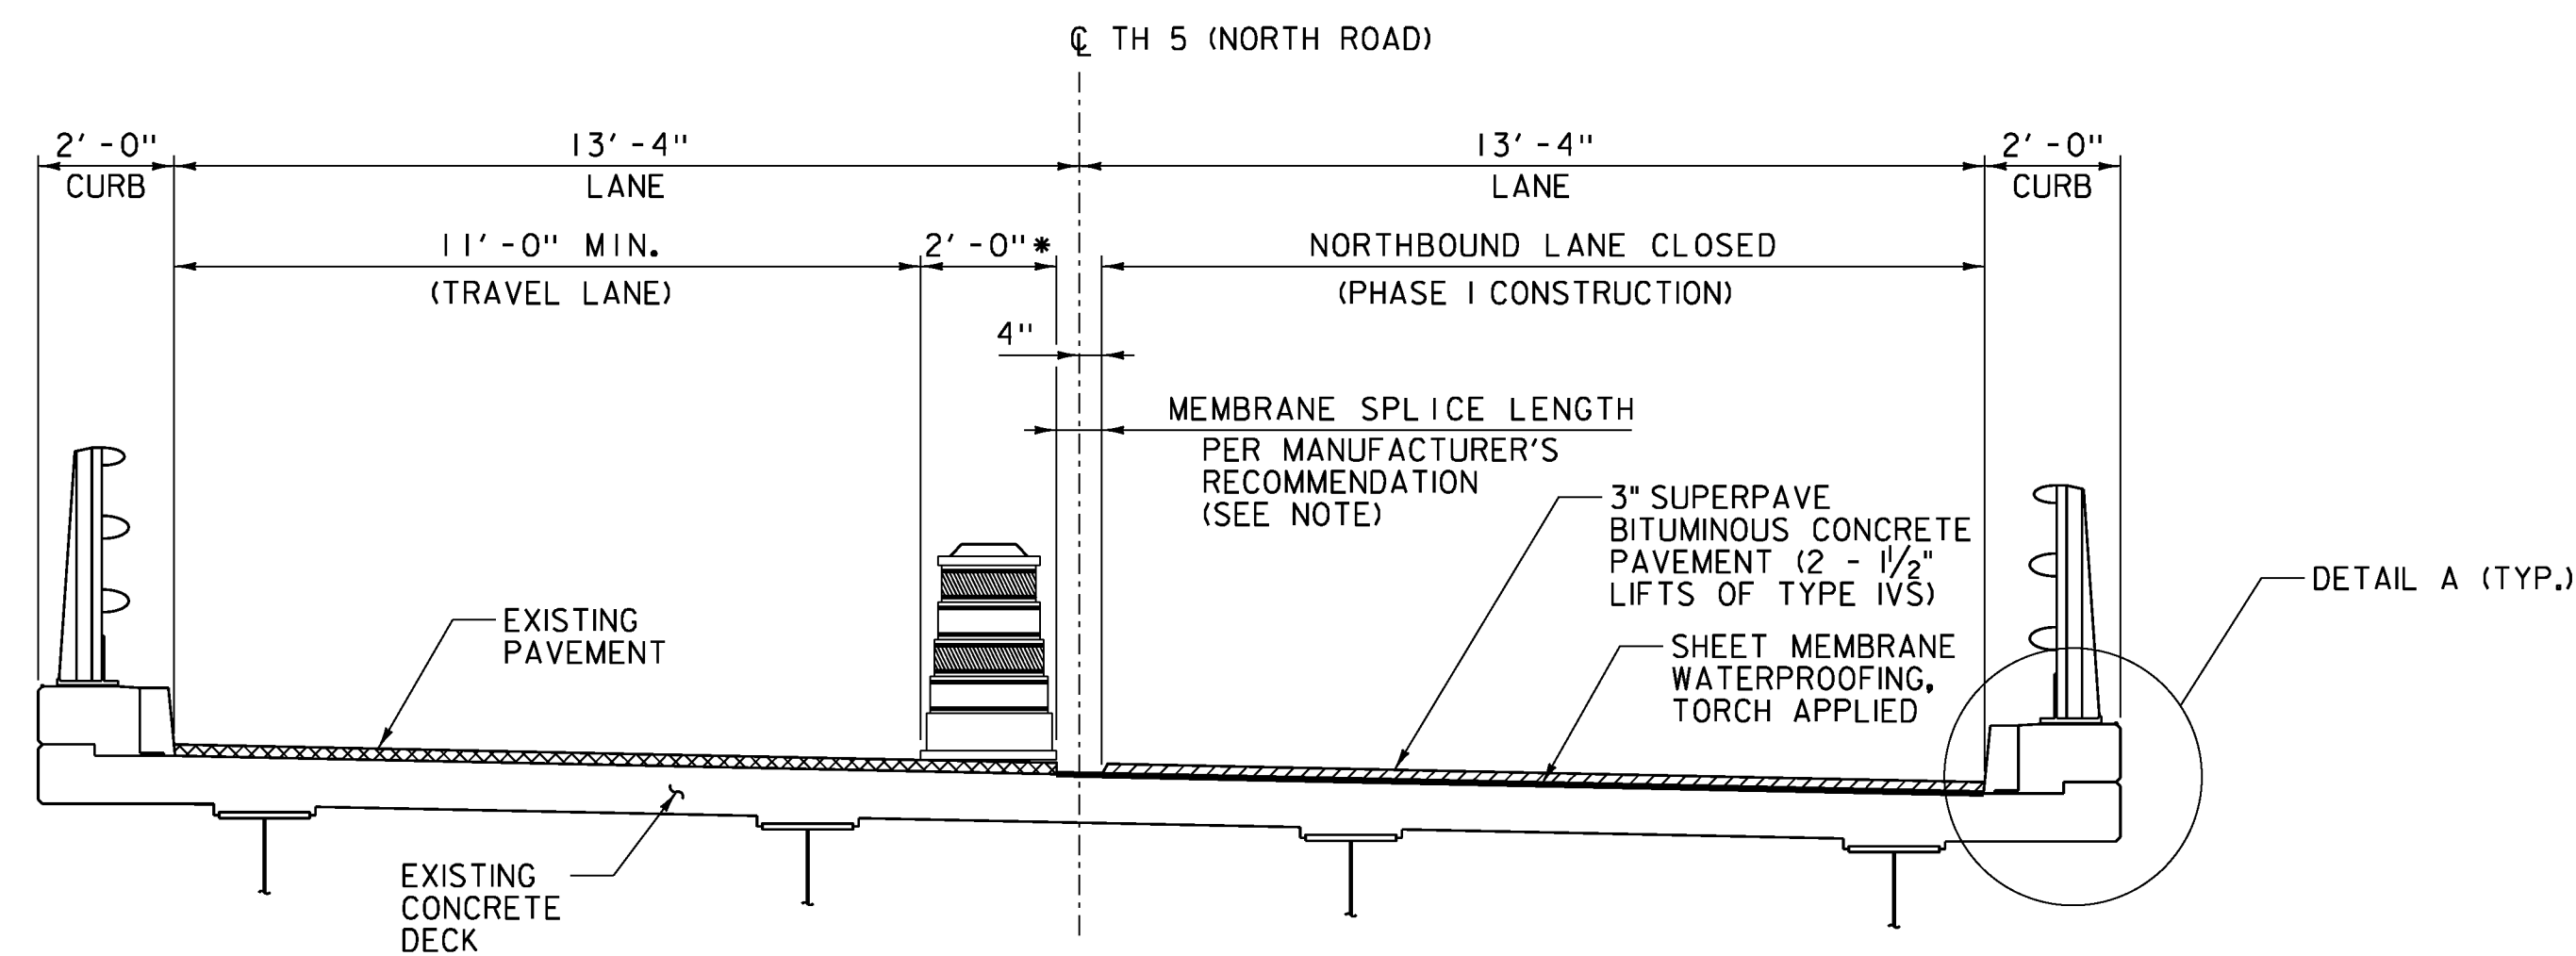 ℄ TH 5 (NORTH ROAD)
2'-0"
13'-4"
13'-4"
2'-0"
CURB
LANE
LANE
CURB
11'-0" MIN.
2'-0"*
NORTHBOUND LANE CLOSED
(TRAVEL LANE)
(PHASE I CONSTRUCTION)
4"
MEMBRANE SPLICE LENGTH
PER MANUFACTURER'S
RECOMMENDATION
(SEE NOTE)
3" SUPERPAVE
BITUMINOUS CONCRETE
PAVEMENT (2 - 1½"
LIFTS OF TYPE IVS)
DETAIL A (TYP.)
EXISTING
PAVEMENT
SHEET MEMBRANE
WATERPROOFING,
TORCH APPLIED
EXISTING
CONCRETE
DECK